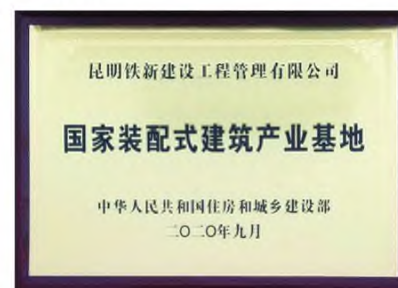 昆明铁新建设工程管理有限公司
国家装配式建筑产业基地
中华人民共和国住房和城乡建设部
二〇二〇年九月